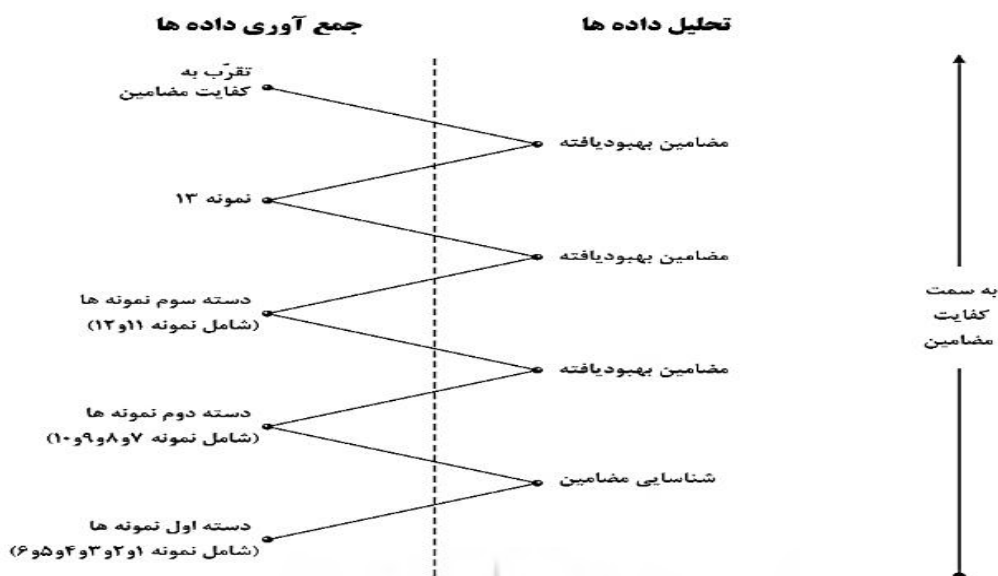 جمع آوری داده ها
تحلیل داده ها
تقرّب به
کفایت مضامین
مضامین بهبودیافته
نمونه ۱۳
مضامین بهبودیافته
دسته سوم نمونه ها
(شامل نمونه ۱۱و۱۲)
مضامین بهبودیافته
دسته دوم نمونه ها
(شامل نمونه ۷و۸و۹و۱۰)
شناسایی مضامین
دسته اول نمونه ها
(شامل نمونه ۱و۲و۳و۴و۵و۶)
به سمت
کفایت
مضامین